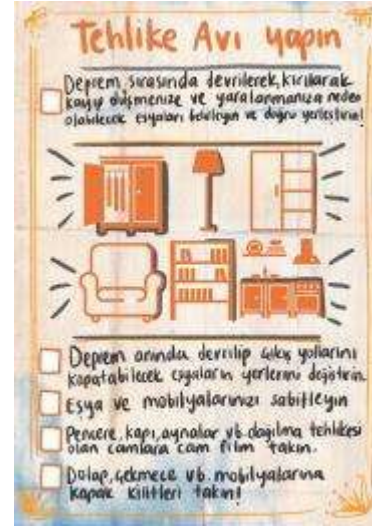 Tehlike Avı yapın
Deprem sırasında devrilerek, kırılarak
kayıp düşmenize ve yaralanmanıza neden
olabilecek eşyaları belirleyin ve doğru yerleştirin!
Deprem anında devrilip çıkış yollarını
kapatabilecek eşyaların yerlerini değiştirin.
Eşya ve mobilyalarınızı sabitleyin
Pencere, kapı, aynalar vb. dağılma tehlikesi
olan camlara cam film takın.
Dolap, çekmece vb. mobilyalarına
kapak kilitleri takın!